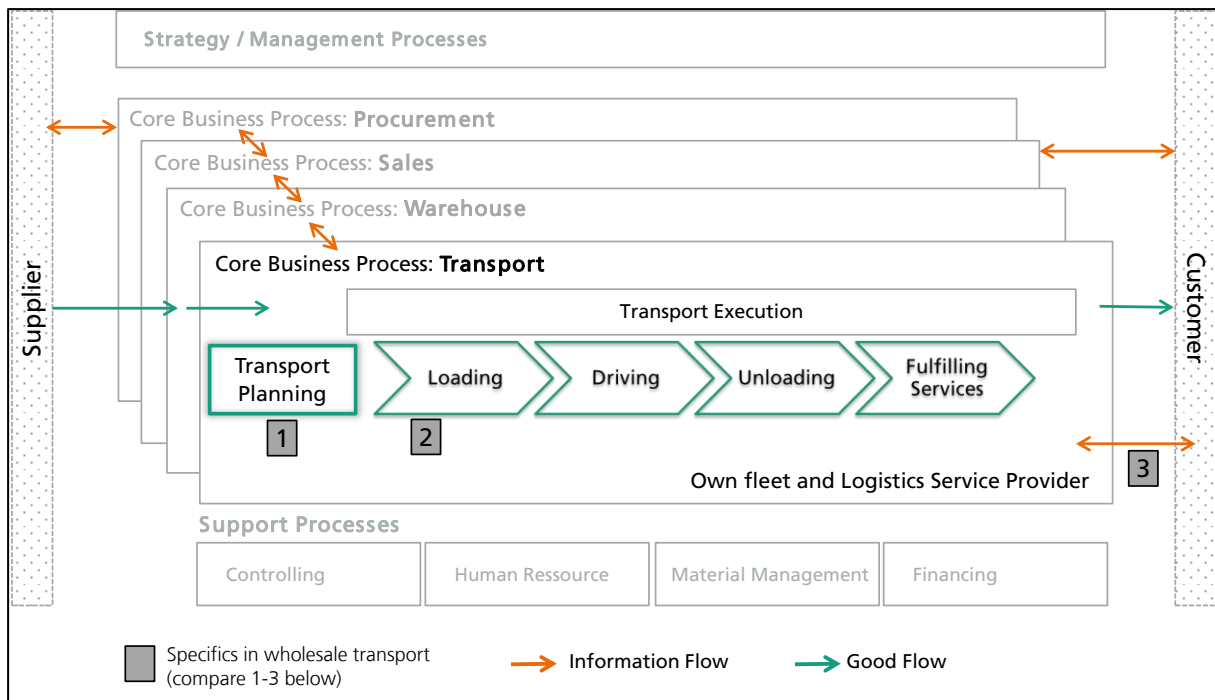 Strategy / Management Processes
Core Business Process: Procurement
Core Business Process: Sales
Core Business Process: Warehouse
Core Business Process: Transport
Supplier
Customer
Transport Execution
Transport
Planning
Loading
Driving
Unloading
Fulfilling
Services
1
2
3
Own fleet and Logistics Service Provider
Support Processes
Controlling
Human Ressource
Material Management
Financing
Specifics in wholesale transport
(compare 1-3 below)
Information Flow
Good Flow